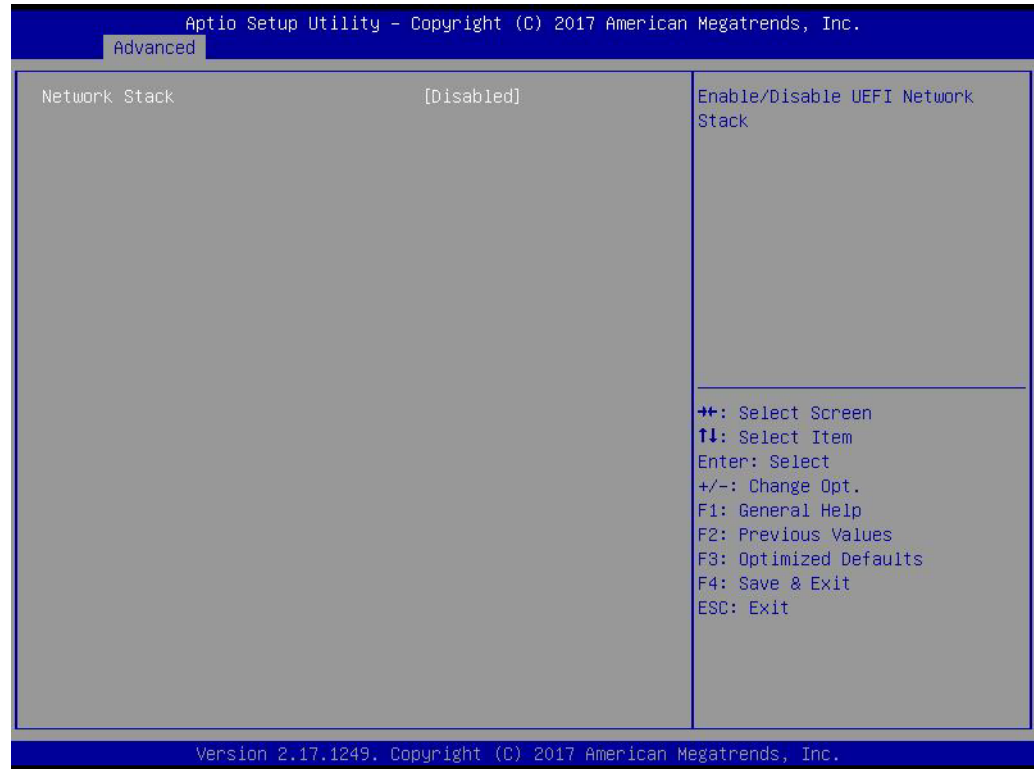 Aptio Setup Utility – Copyright (C) 2017 American Megatrends, Inc.
Advanced
Network Stack [Disabled]
Enable/Disable UEFI Network
Stack
→←: Select Screen
↑↓: Select Item
Enter: Select
+/-: Change Opt.
F1: General Help
F2: Previous Values
F3: Optimized Defaults
F4: Save & Exit
ESC: Exit
Version 2.17.1249. Copyright (C) 2017 American Megatrends, Inc.